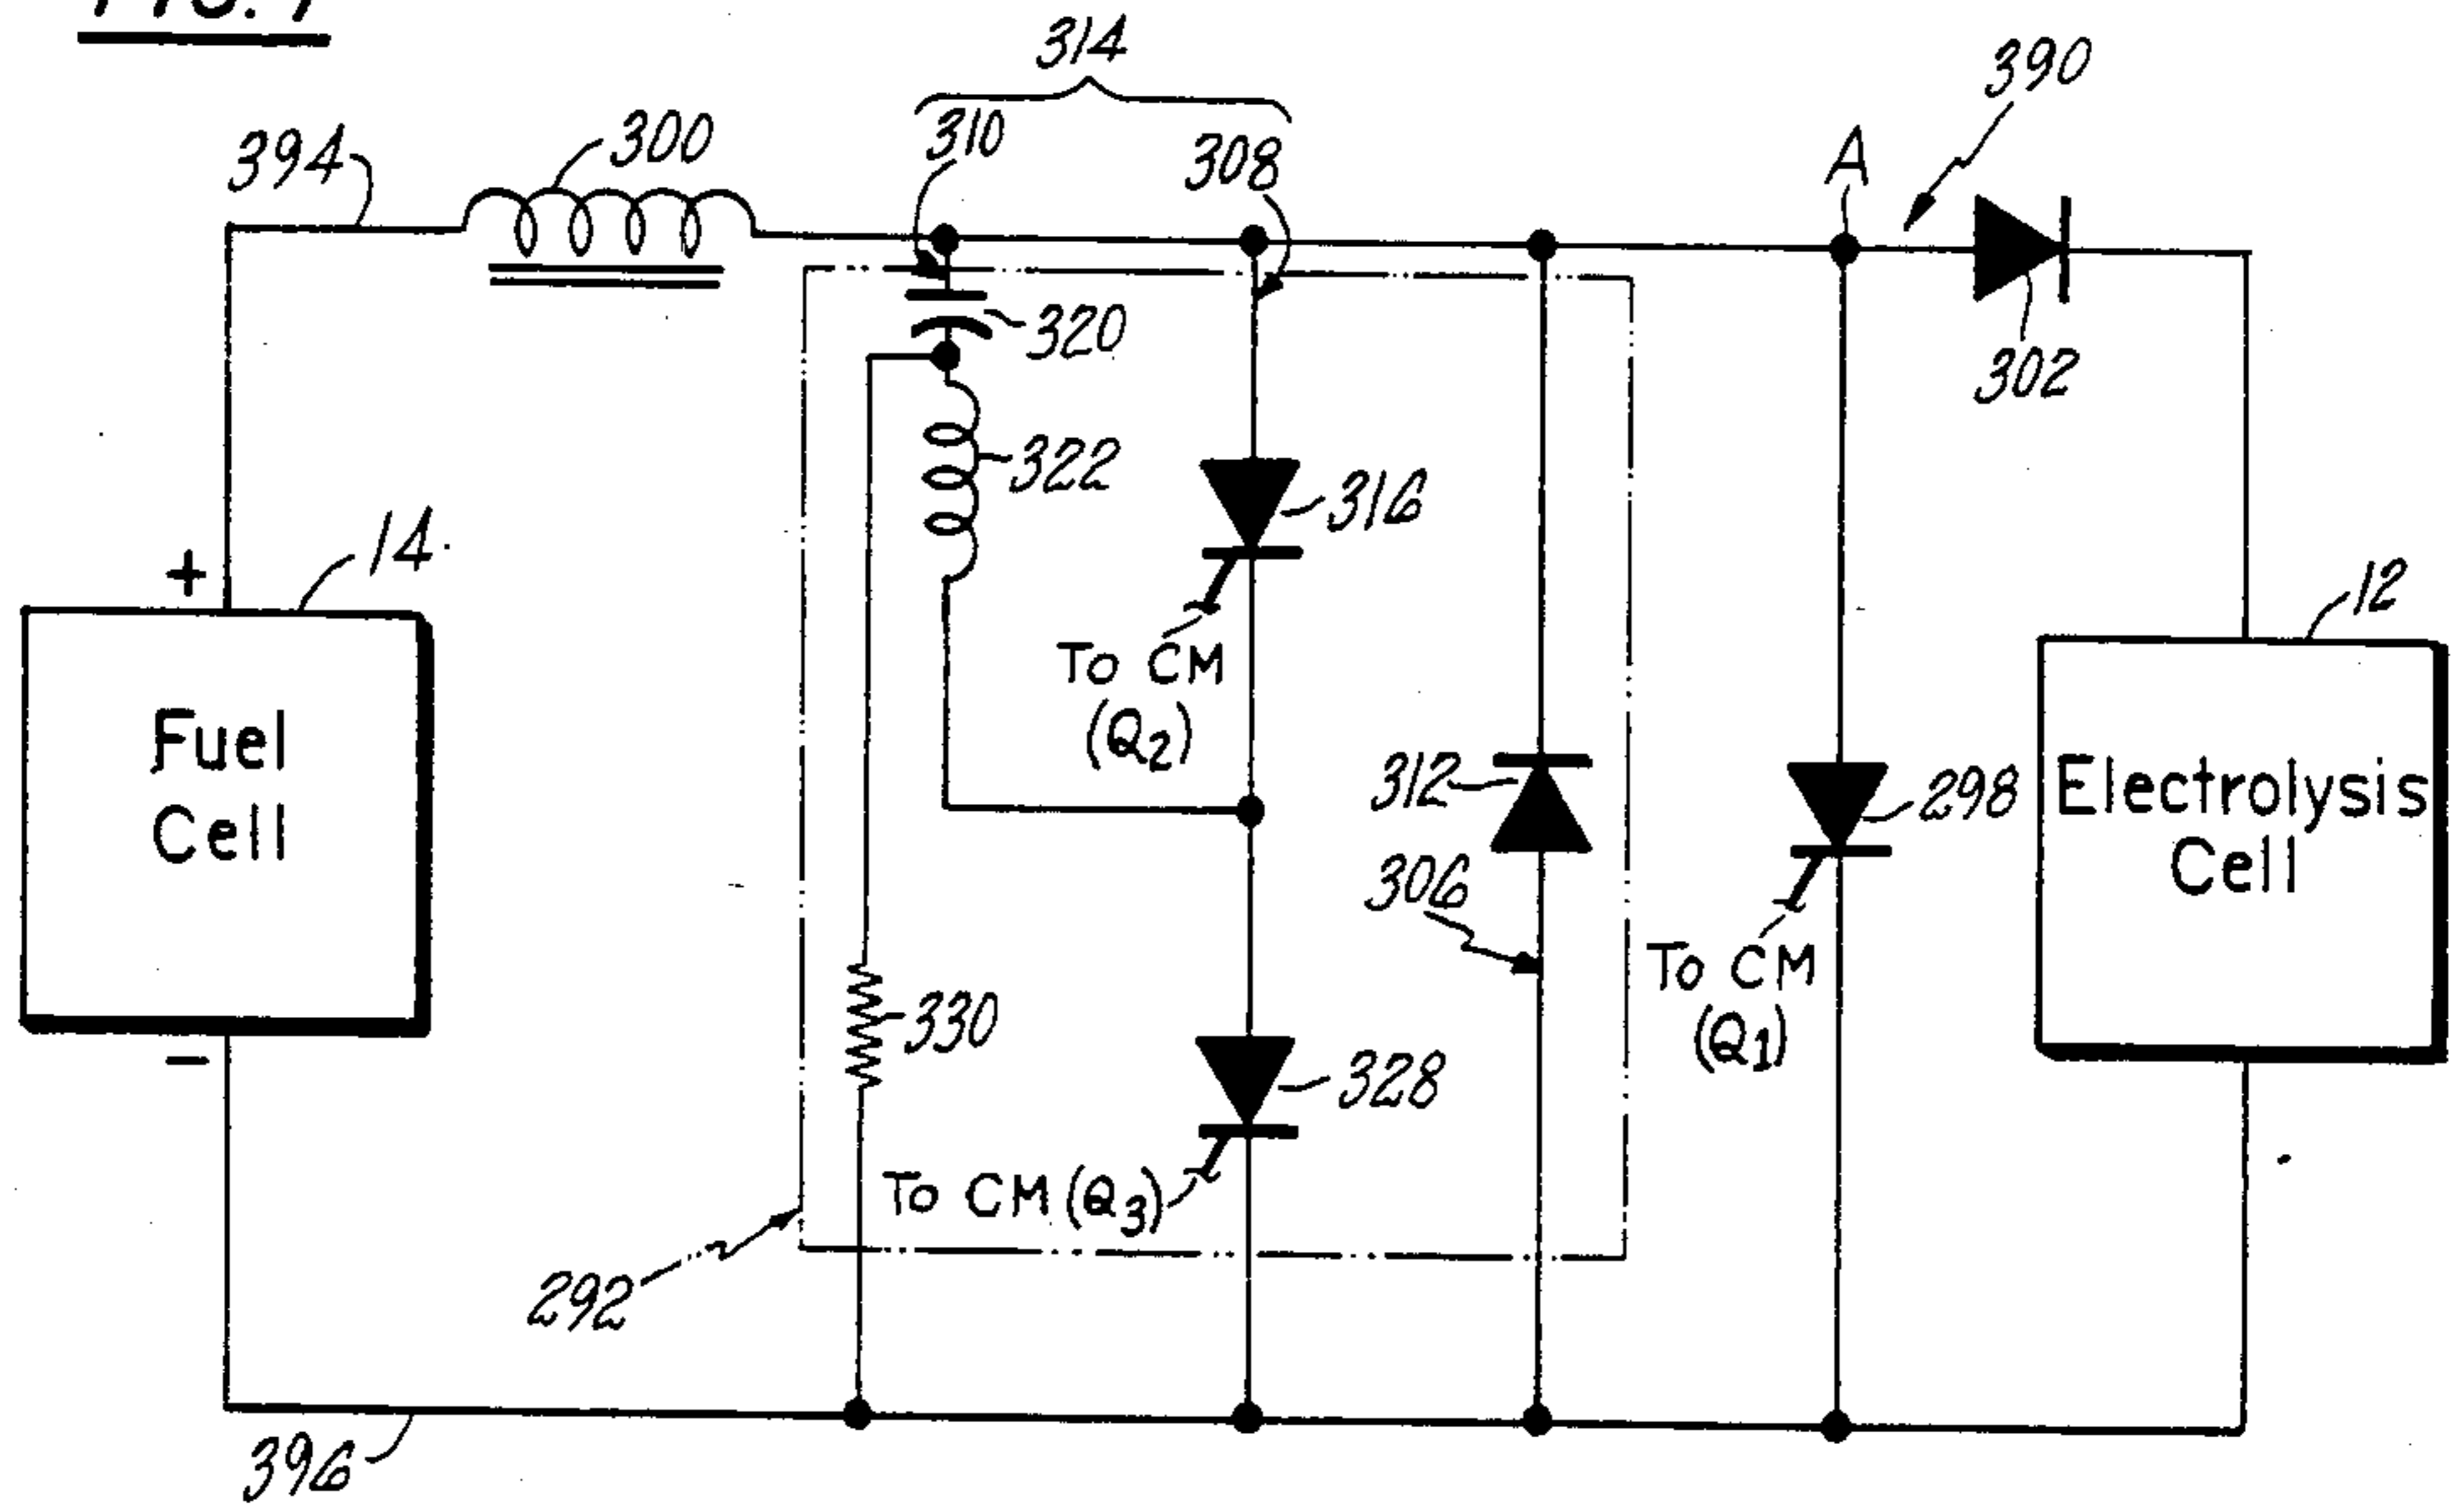 314
390
310
394
300
308
A
320
302
322
316
14
+
12
To CM
(Q2)
Fuel
Cell
312
298
Electrolysis
Cell
306
To CM
(Q1)
330
328
−
To CM (Q3)
292
396